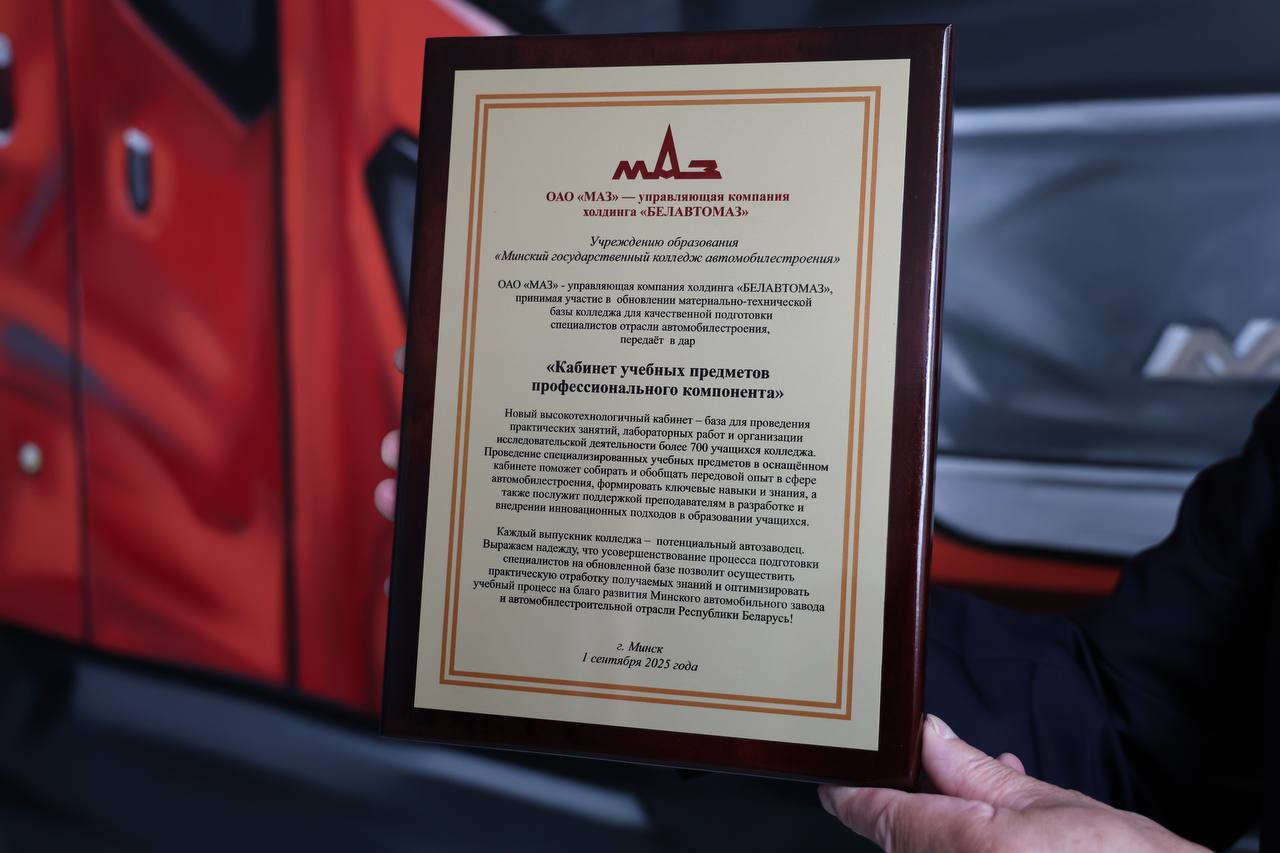 МАЗ
ОАО «МАЗ» — управляющая компания
холдинга «БЕЛАВТОМАЗ»
Учреждению образования
«Минский государственный колледж автомобилестроения»
ОАО «МАЗ» - управляющая компания холдинга «БЕЛАВТОМАЗ»,
принимая участие в обновлении материально-технической
базы колледжа для качественной подготовки
специалистов отрасли автомобилестроения,
передаёт в дар
«Кабинет учебных предметов
профессионального компонента»
Новый высокотехнологичный кабинет – база для проведения
практических занятий, лабораторных работ и организации
исследовательской деятельности более 700 учащихся колледжа.
Проведение специализированных учебных предметов в оснащённом
кабинете поможет собирать и обобщать передовой опыт в сфере
автомобилестроения, формировать ключевые навыки и знания, а
также послужит поддержкой преподавателям в разработке и
внедрении инновационных подходов в образовании учащихся.
Каждый выпускник колледжа – потенциальный автозаводец.
Выражаем надежду, что усовершенствование процесса подготовки
специалистов на обновленной базе позволит осуществить
практическую отработку получаемых знаний и оптимизировать
учебный процесс на благо развития Минского автомобильного завода
и автомобилестроительной отрасли Республики Беларусь!
г. Минск
1 сентября 2025 года